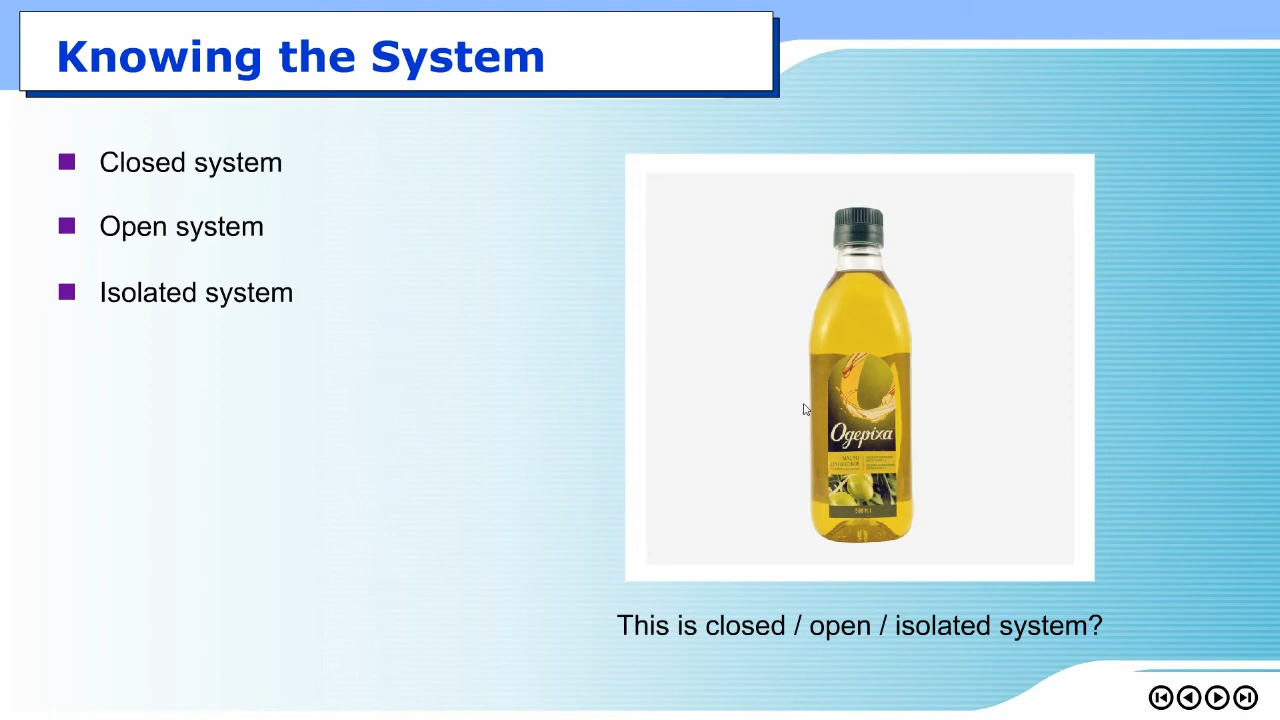 Knowing the System
Closed system
Open system
Isolated system
Одеріха
This is closed / open / isolated system?